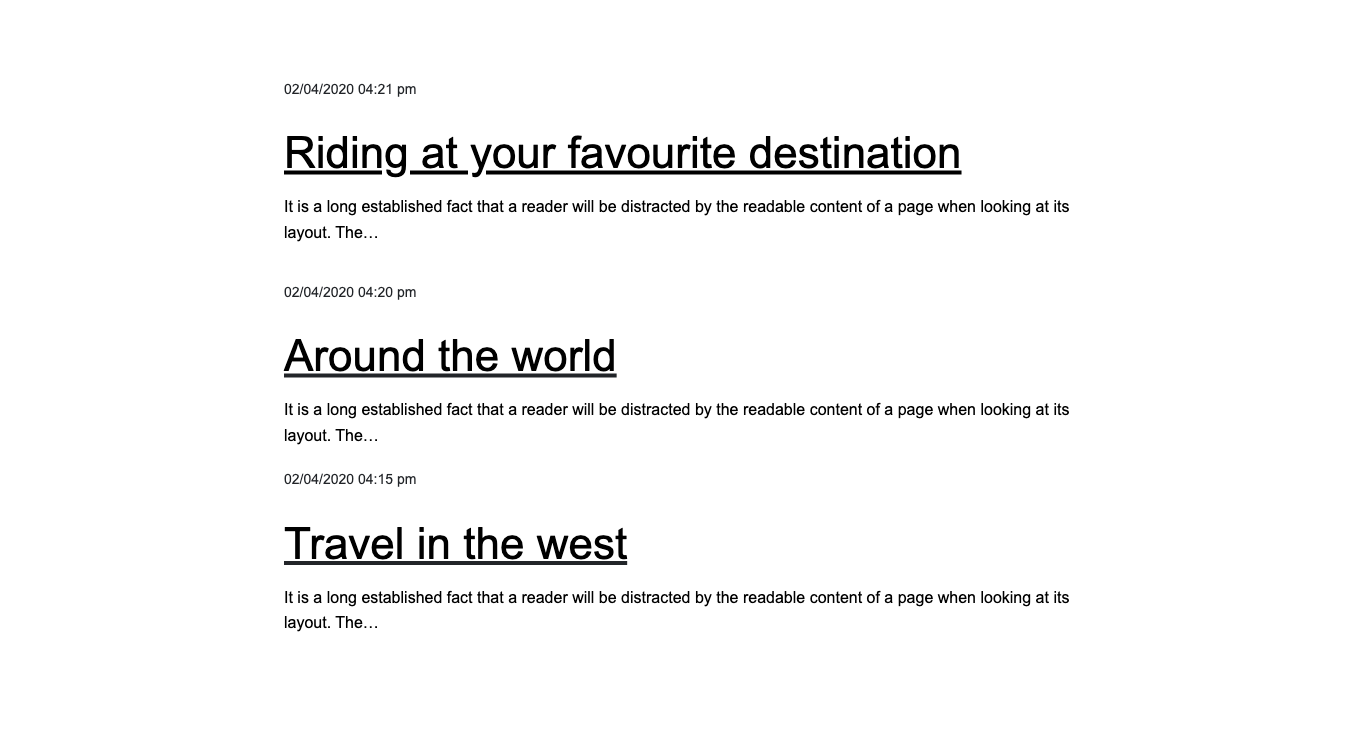 02/04/2020 04:21 pm
Riding at your favourite destination
It is a long established fact that a reader will be distracted by the readable content of a page when looking at its
layout. The…
02/04/2020 04:20 pm
Around the world
It is a long established fact that a reader will be distracted by the readable content of a page when looking at its
layout. The…
02/04/2020 04:15 pm
Travel in the west
It is a long established fact that a reader will be distracted by the readable content of a page when looking at its
layout. The…